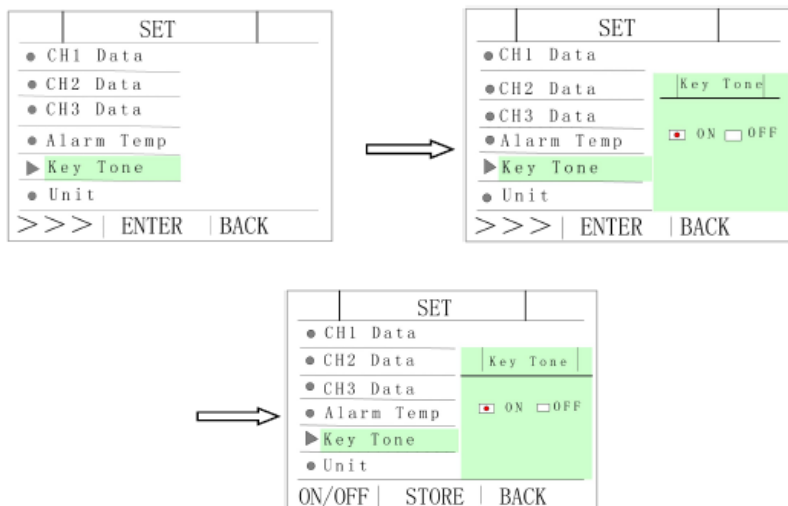 SET
CH1 Data
CH2 Data
CH3 Data
Alarm Temp
Key Tone
Unit
>>> ENTER BACK
SET
CH1 Data
CH2 Data
Key Tone
CH3 Data
ON OFF
Alarm Temp
Key Tone
Unit
>>> ENTER BACK
SET
CH1 Data
CH2 Data
Key Tone
CH3 Data
ON OFF
Alarm Temp
Key Tone
Unit
ON/OFF STORE BACK